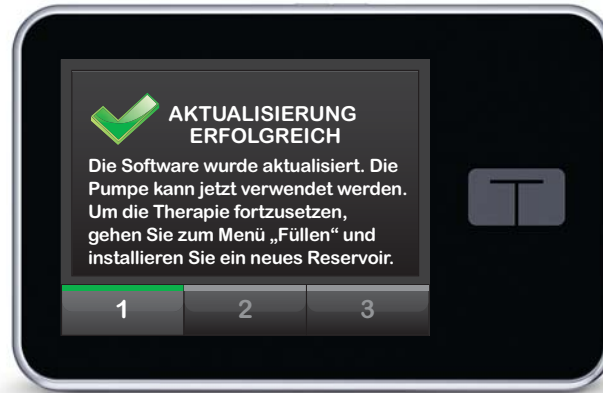 AKTUALISIERUNG
ERFOLGREICH
Die Software wurde aktualisiert. Die
Pumpe kann jetzt verwendet werden.
Um die Therapie fortzusetzen,
gehen Sie zum Menü „Füllen“ und
installieren Sie ein neues Reservoir.
1 2 3